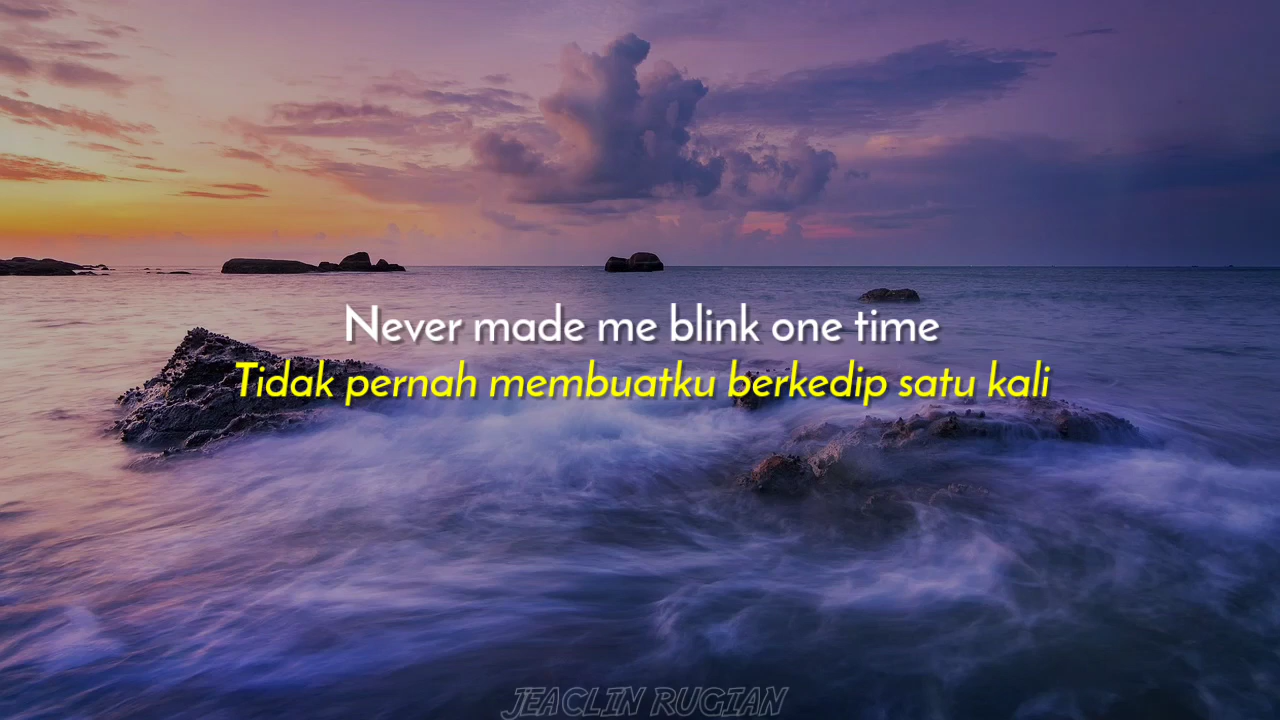 Never made me blink one time
Tidak pernah membuatku berkedip satu kali
JEACLIN RUGIAN